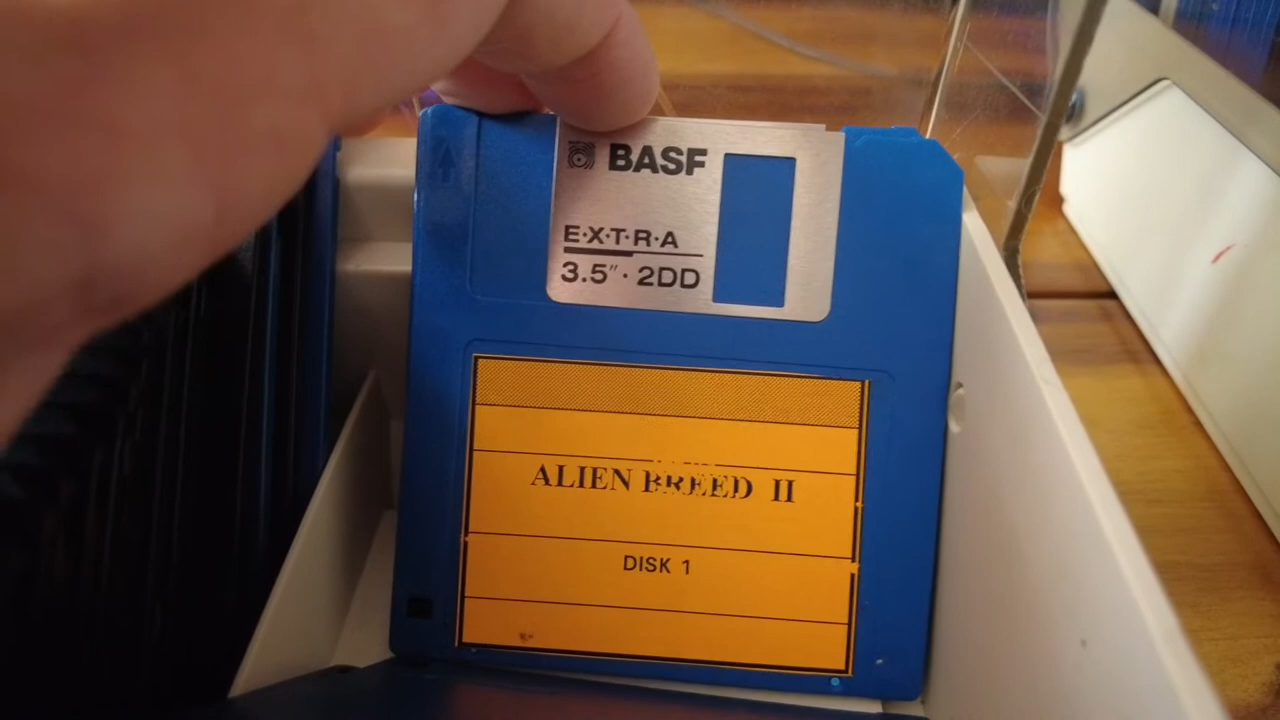 BASF
E·X·T·R·A
3.5″·2DD
ALIEN BREED II
DISK 1